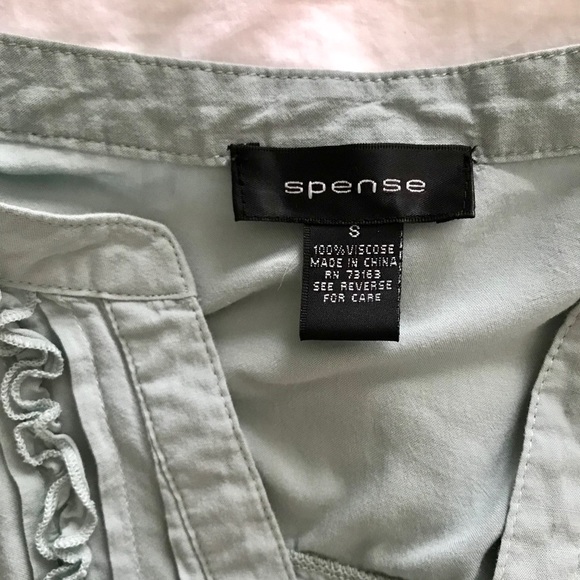 spense
S
100%VISCOSE
MADE IN CHINA
RN 73163
SEE REVERSE
FOR CARE